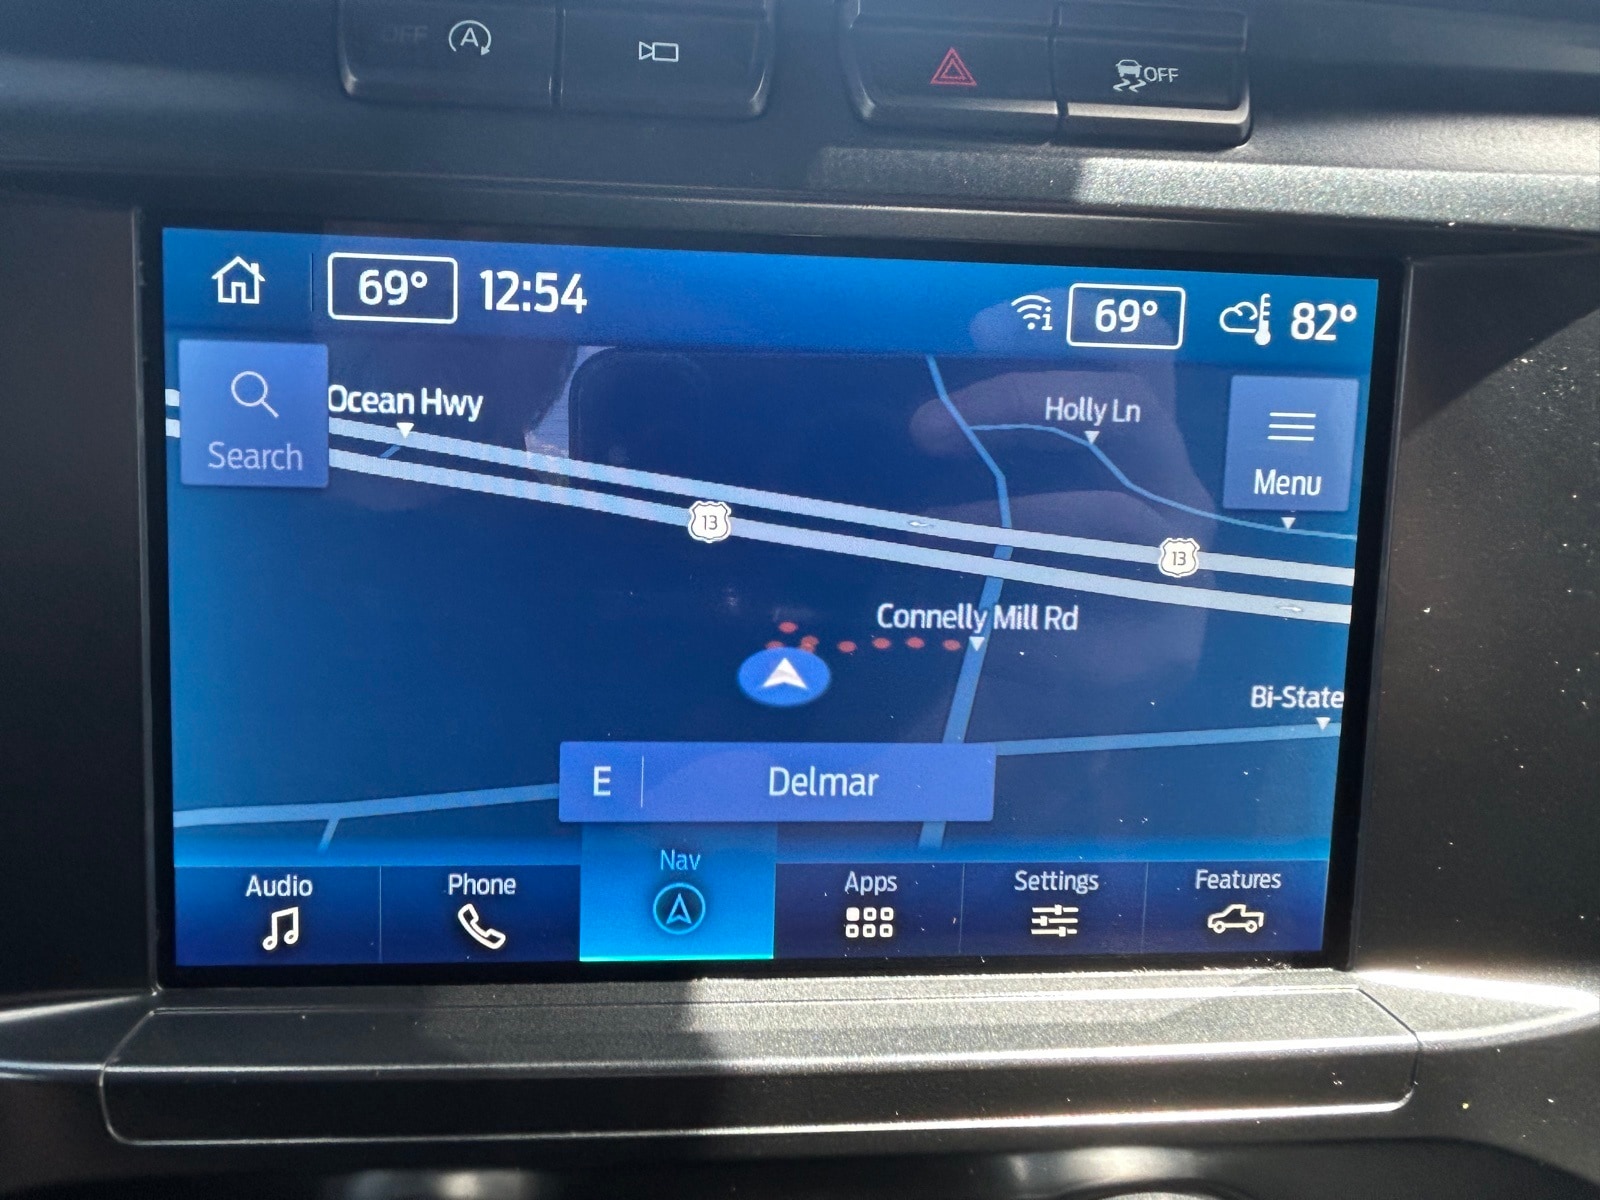 OFF A
OFF
69° 12:54 69° 82°
Search
Ocean Hwy
Holly Ln
Menu
13
13
Connelly Mill Rd
Bi-State
E Delmar
Nav
Audio Phone Apps Settings Features